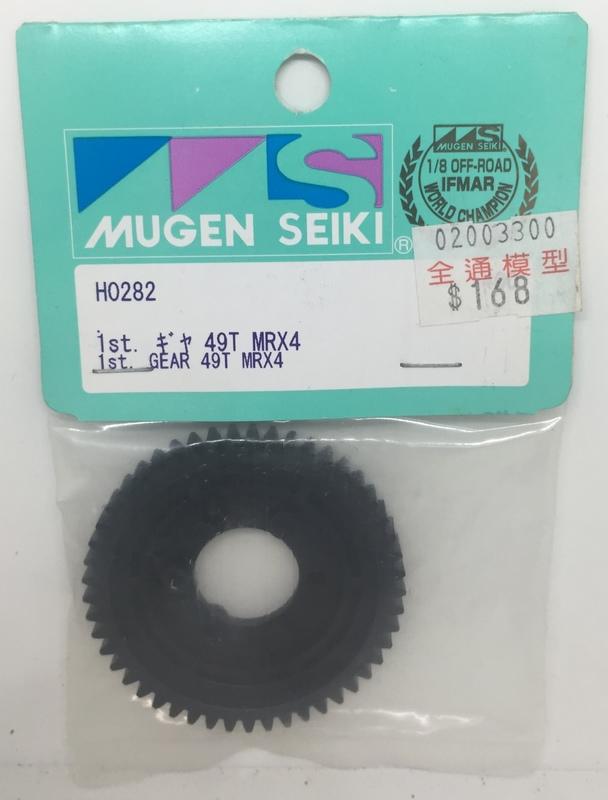 MUGEN SEIKI
®
MUGEN SEIKI
1/8 OFF-ROAD
IFMAR
WORLD CHAMPION
02003300
全通模型
$168
H0282
1st. ギヤ 49T MRX4
1st. GEAR 49T MRX4